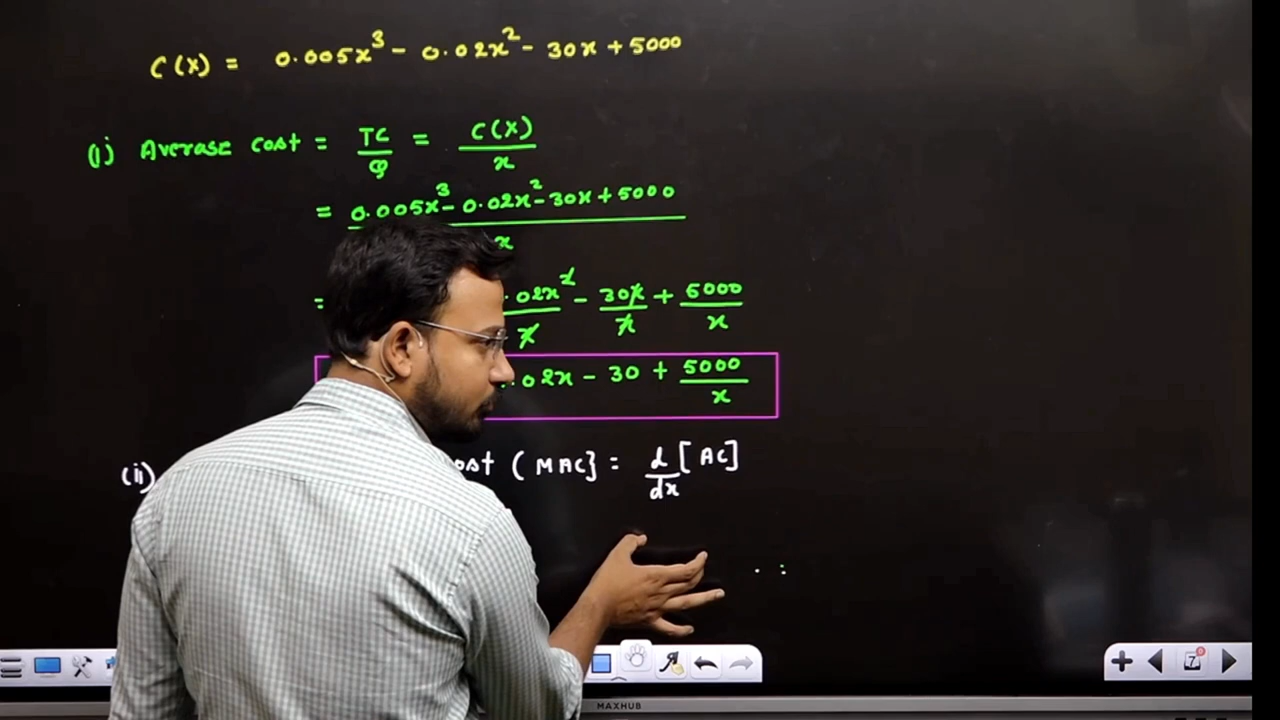 C(x) = 0.005x³ - 0.02x² - 30x + 5000
(i) Average cost = TC/Q = C(x)/x
= 0.005x³ - 0.02x² - 30x + 5000 / x
= .02x²/x - 30x/x + 5000/x
.02x - 30 + 5000/x
(ii) ost (MAC) = d/dx [AC]
7
MAXHUB